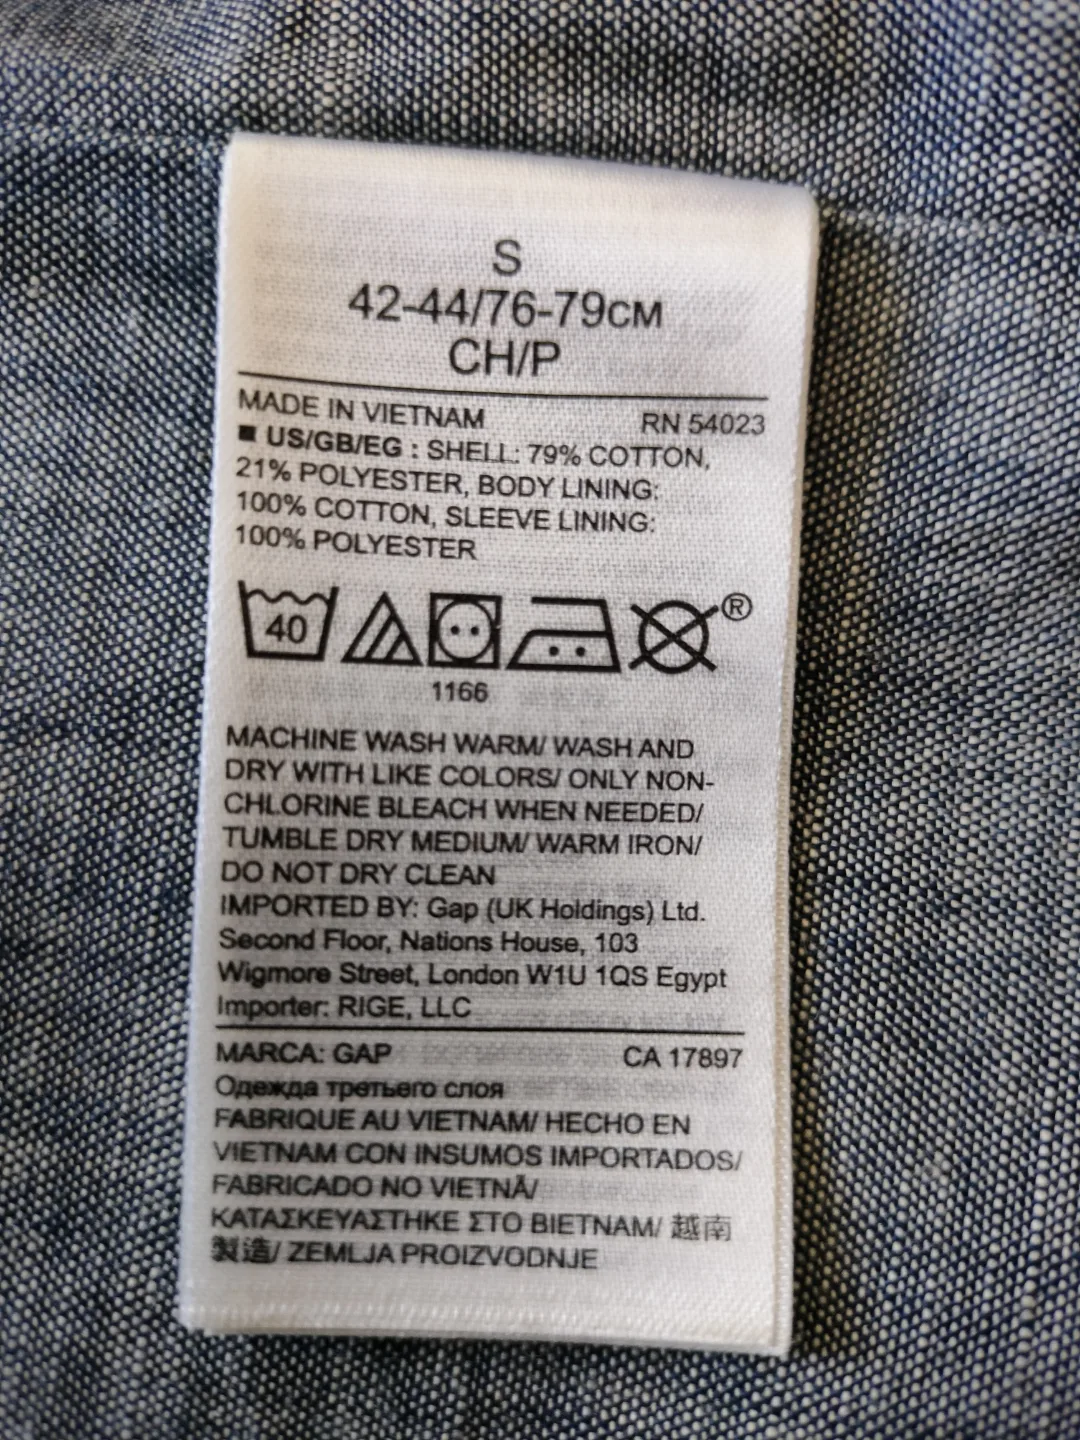 S
42-44/76-79CM
CH/P
MADE IN VIETNAM RN 54023
■ US/GB/EG : SHELL: 79% COTTON,
21% POLYESTER, BODY LINING:
100% COTTON, SLEEVE LINING:
100% POLYESTER
40 ®
1166
MACHINE WASH WARM/ WASH AND
DRY WITH LIKE COLORS/ ONLY NON-
CHLORINE BLEACH WHEN NEEDED/
TUMBLE DRY MEDIUM/ WARM IRON/
DO NOT DRY CLEAN
IMPORTED BY: Gap (UK Holdings) Ltd.
Second Floor, Nations House, 103
Wigmore Street, London W1U 1QS Egypt
Importer: RIGE, LLC
MARCA: GAP CA 17897
Одежда третьего слоя
FABRIQUE AU VIETNAM/ HECHO EN
VIETNAM CON INSUMOS IMPORTADOS/
FABRICADO NO VIETNÃ/
ΚΑΤΑΣΚΕΥΑΣΤΗΚΕ ΣΤΟ ΒΙΕΤΝΑΜ/ 越南
製造/ ZEMLJA PROIZVODNJE